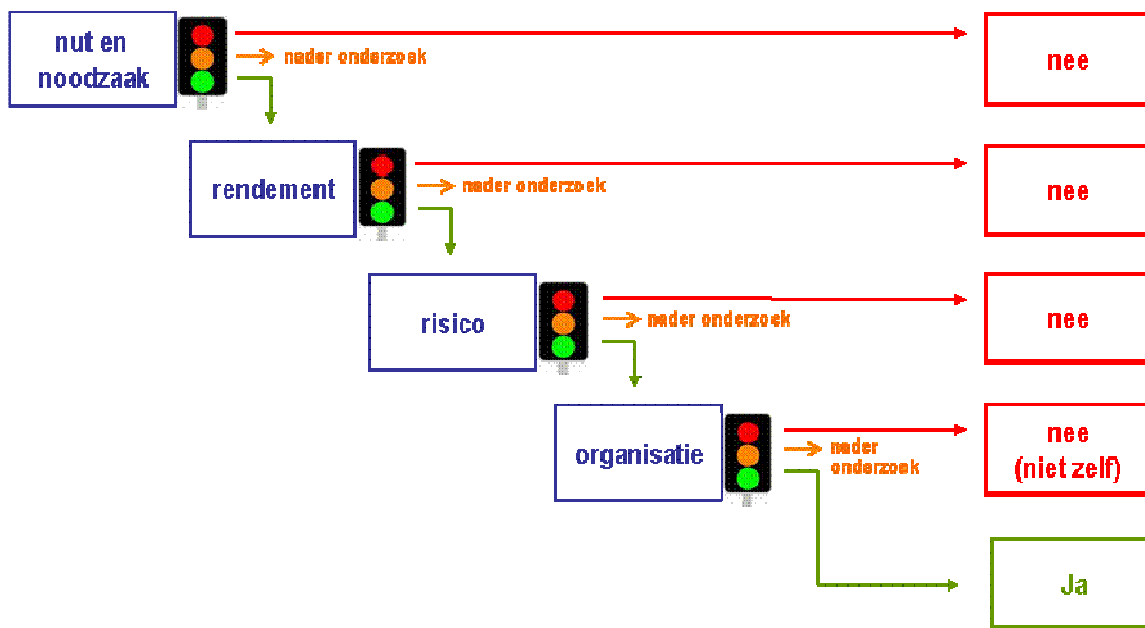 nut en
noodzaak
nader onderzoek
nee
rendement
nader onderzoek
nee
risico
nader onderzoek
nee
organisatie
nader
onderzoek
nee
(niet zelf)
Ja